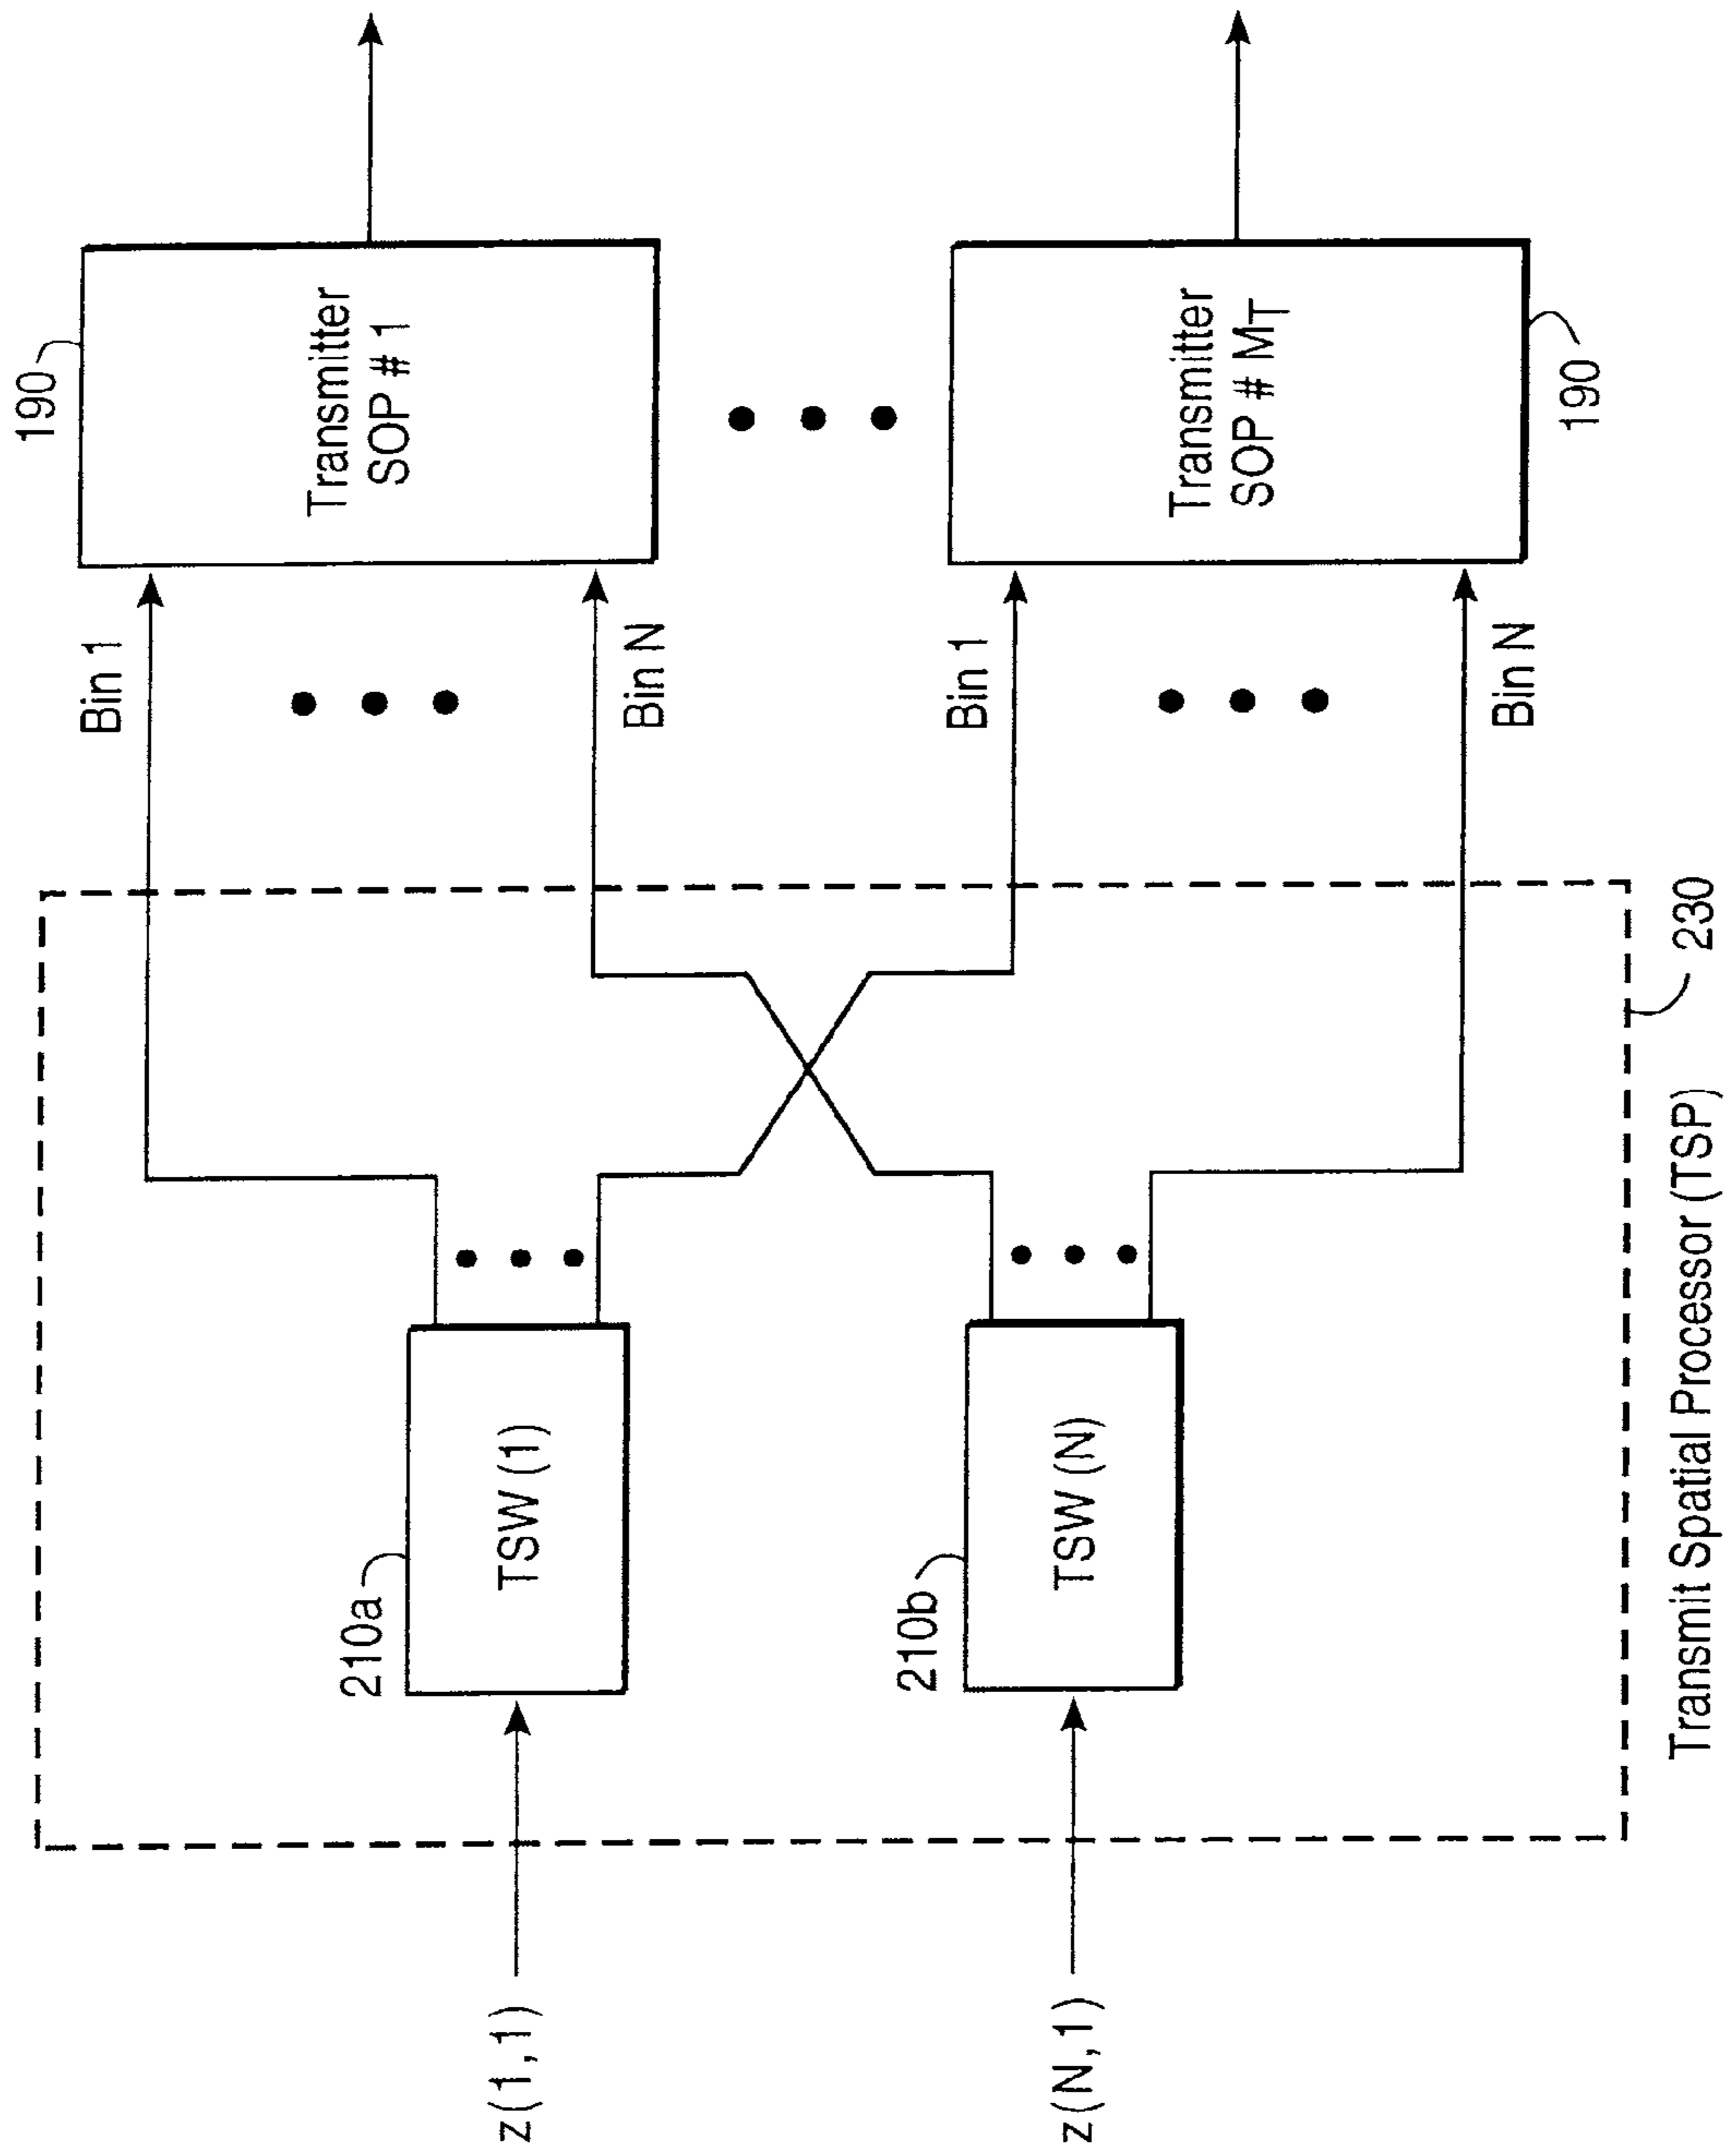 190
Transmitter
SOP # 1
Bin 1
Bin N
Transmitter
SOP # MT
190
Bin 1
Bin N
210a
TSW (1)
z(1,1)
210b
TSW (N)
z(N,1)
230
Transmit Spatial Processor (TSP)